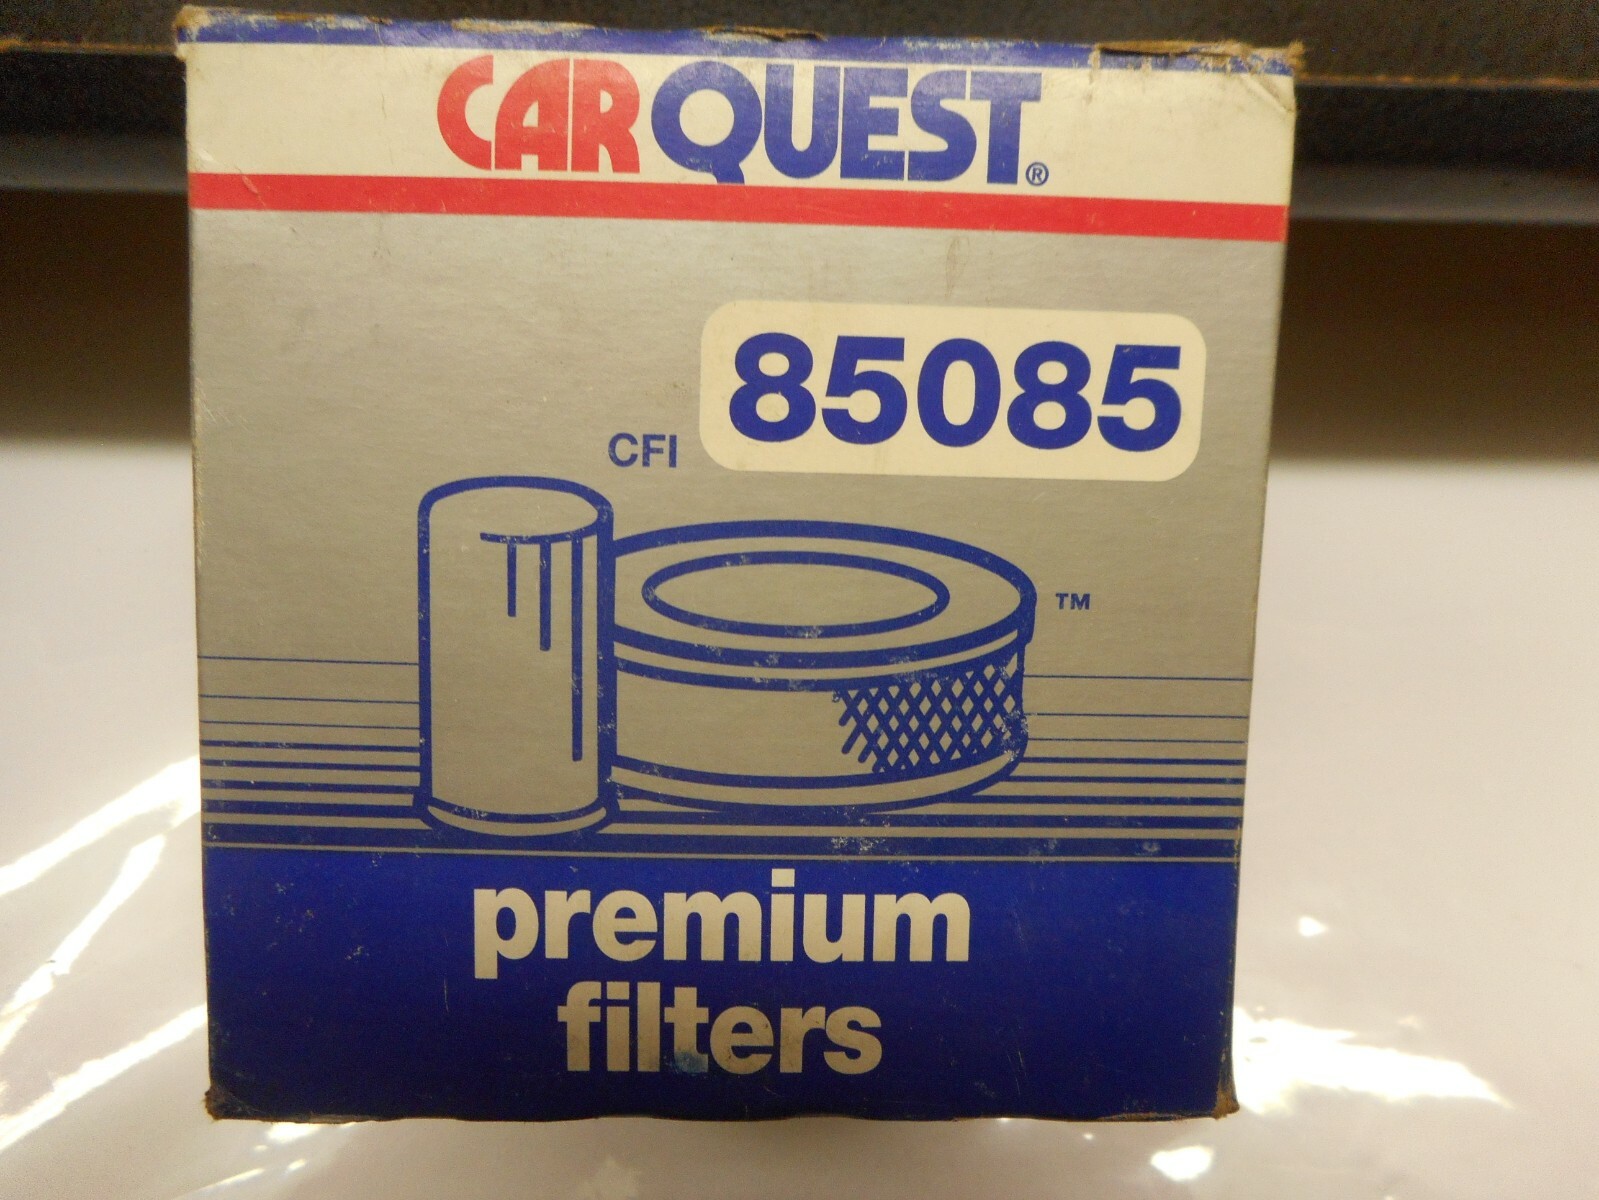 CARQUEST®
85085
CFI
TM
premium
filters